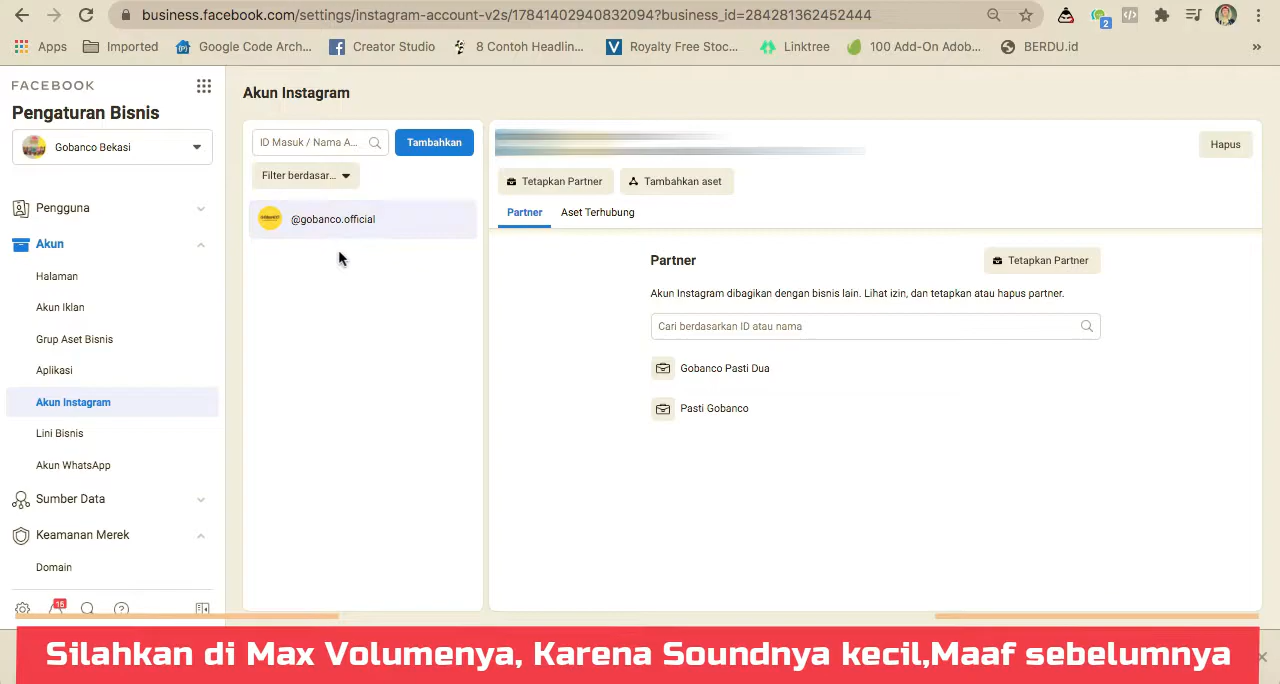 business.facebook.com/settings/instagram-account-v2s/17841402940832094?business_id=284281362452444
2
Apps
Imported
Google Code Arch...
Creator Studio
8 Contoh Headlin...
Royalty Free Stoc...
Linktree
100 Add-On Adob...
BERDU.id
»
FACEBOOK
Pengaturan Bisnis
Gobanco Bekasi
Pengguna
Akun
Halaman
Akun Iklan
Grup Aset Bisnis
Aplikasi
Akun Instagram
Lini Bisnis
Akun WhatsApp
Sumber Data
Keamanan Merek
Domain
15
Akun Instagram
ID Masuk / Nama A...
Tambahkan
Filter berdasar...
@gobanco.official
Hapus
Tetapkan Partner
Tambahkan aset
Partner
Aset Terhubung
Partner
Tetapkan Partner
Akun Instagram dibagikan dengan bisnis lain. Lihat izin, dan tetapkan atau hapus partner.
Cari berdasarkan ID atau nama
Gobanco Pasti Dua
Pasti Gobanco
Silahkan di Max Volumenya, Karena Soundnya kecil,Maaf sebelumnya